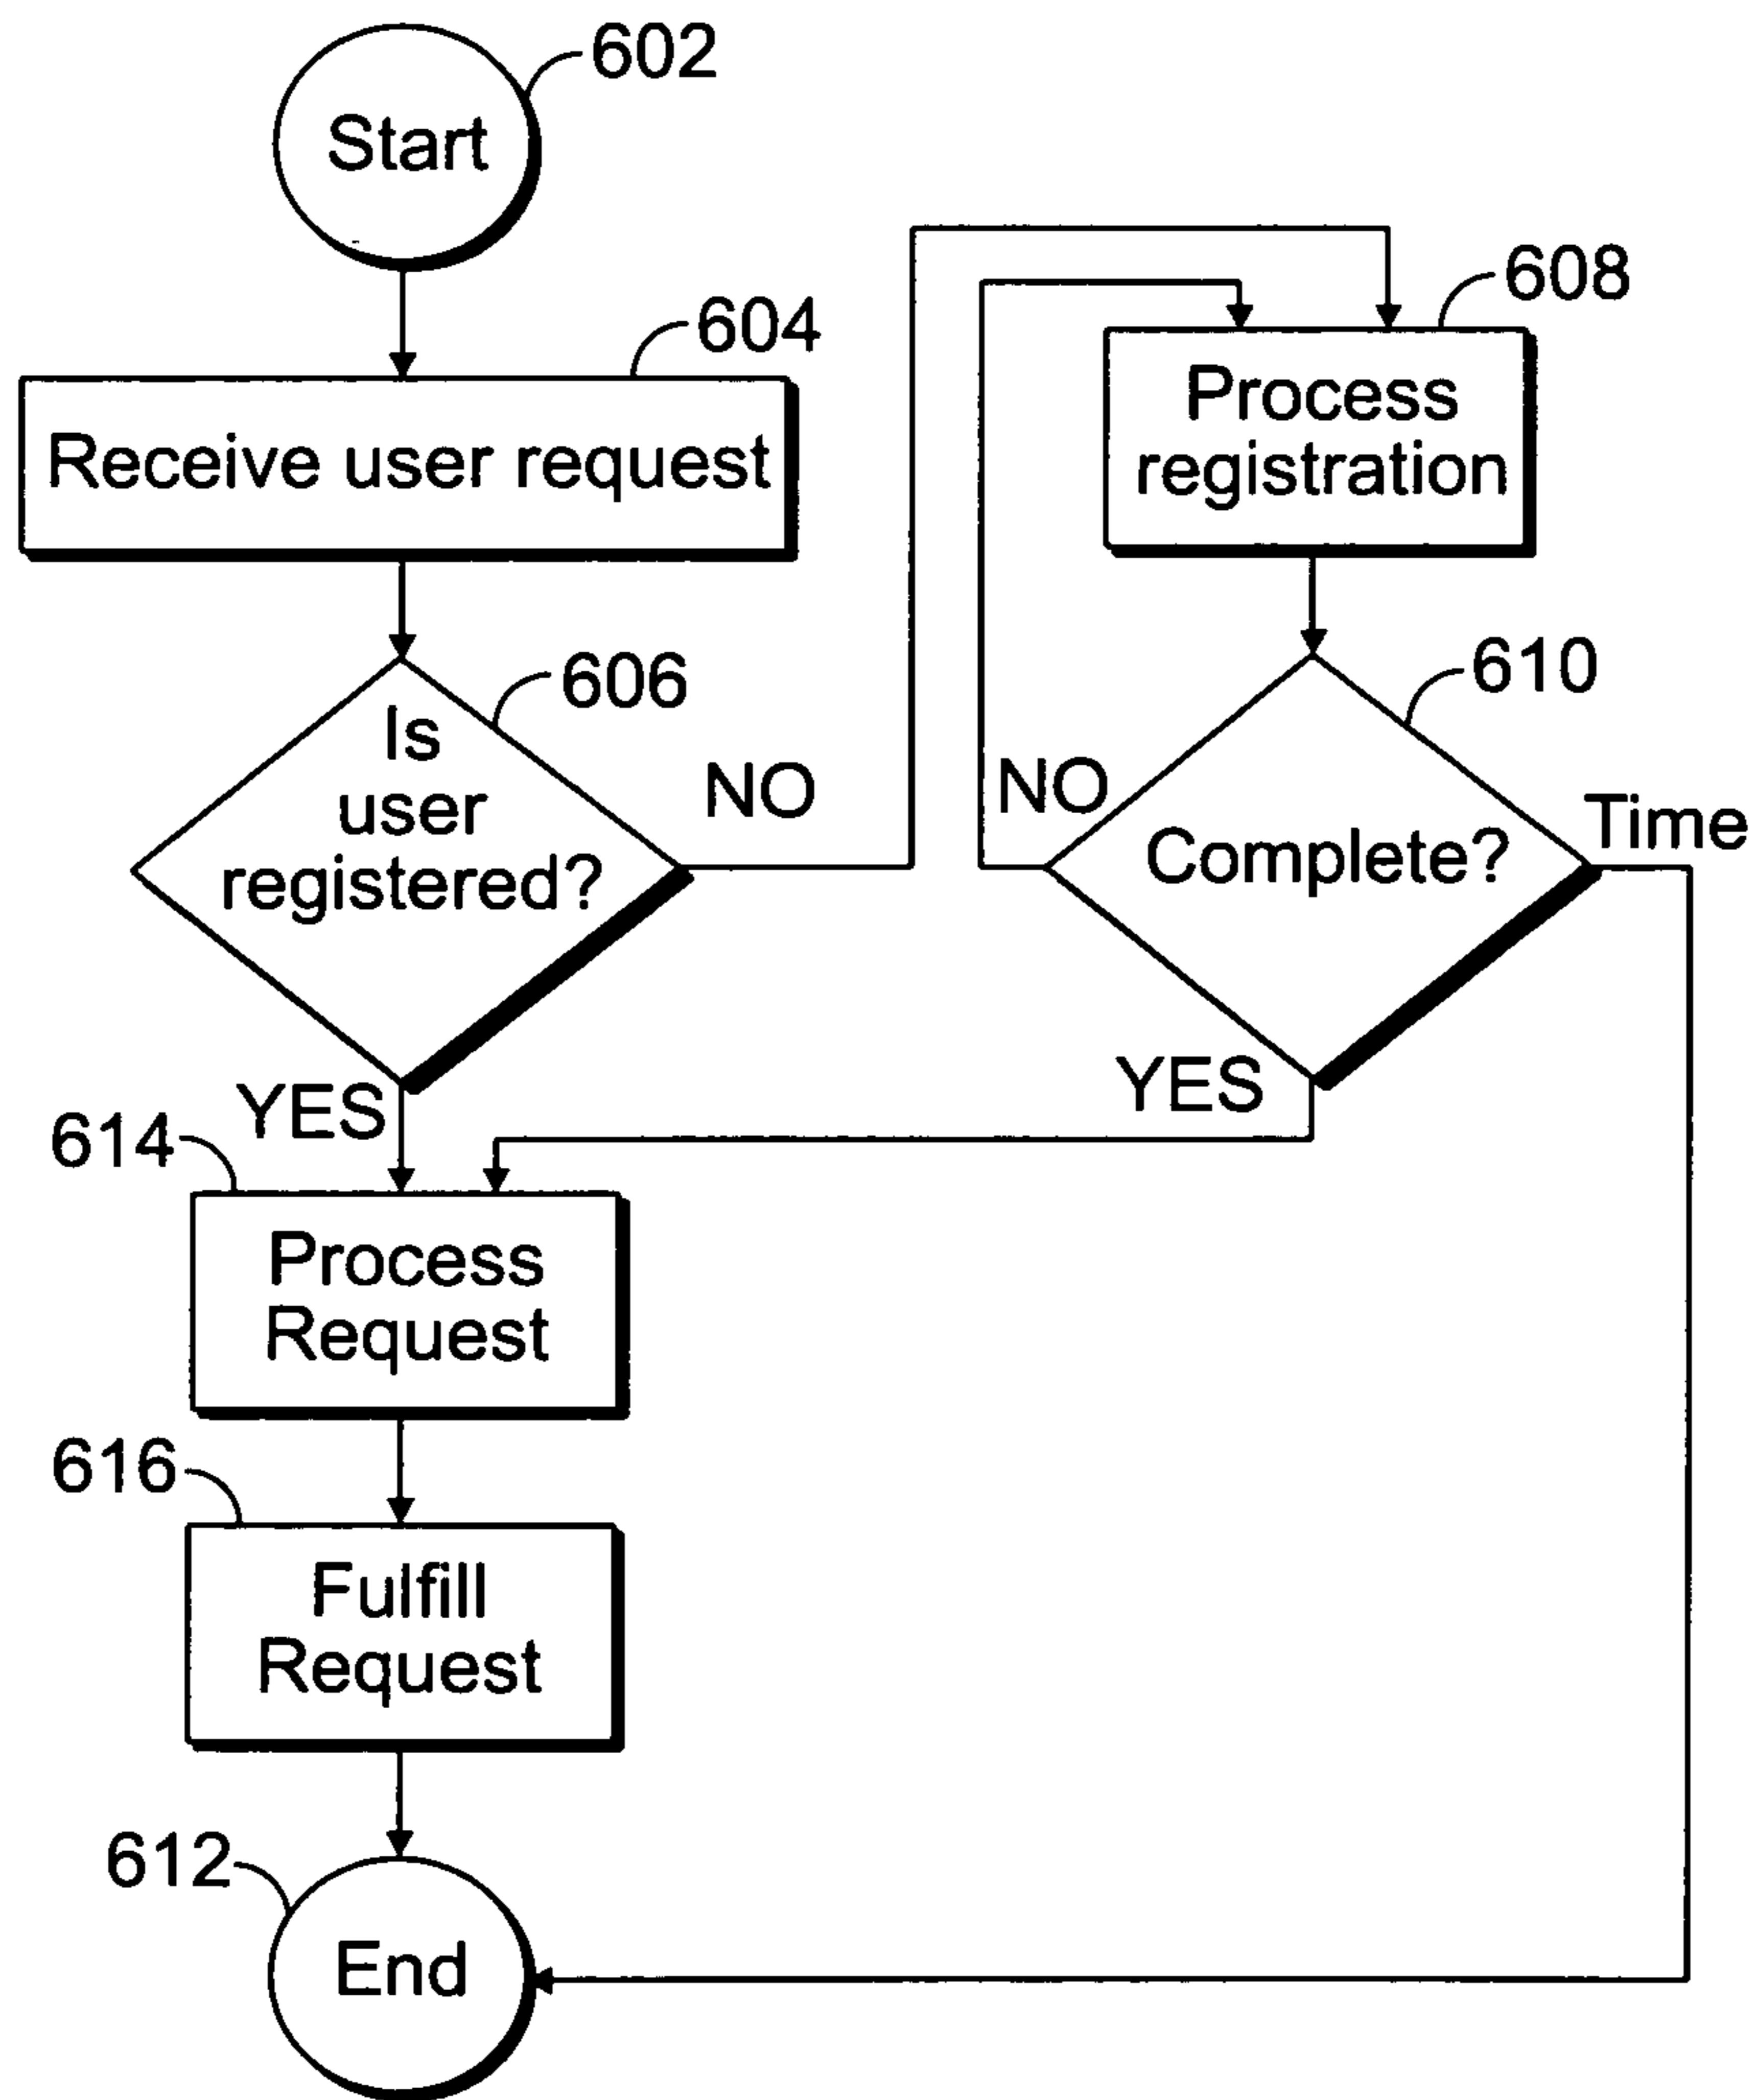 602
Start
604
Receive user request
608
Process
registration
606
Is
user
registered?
NO
610
NO
Complete?
Time
YES
YES
614
Process
Request
616
Fulfill
Request
612
End